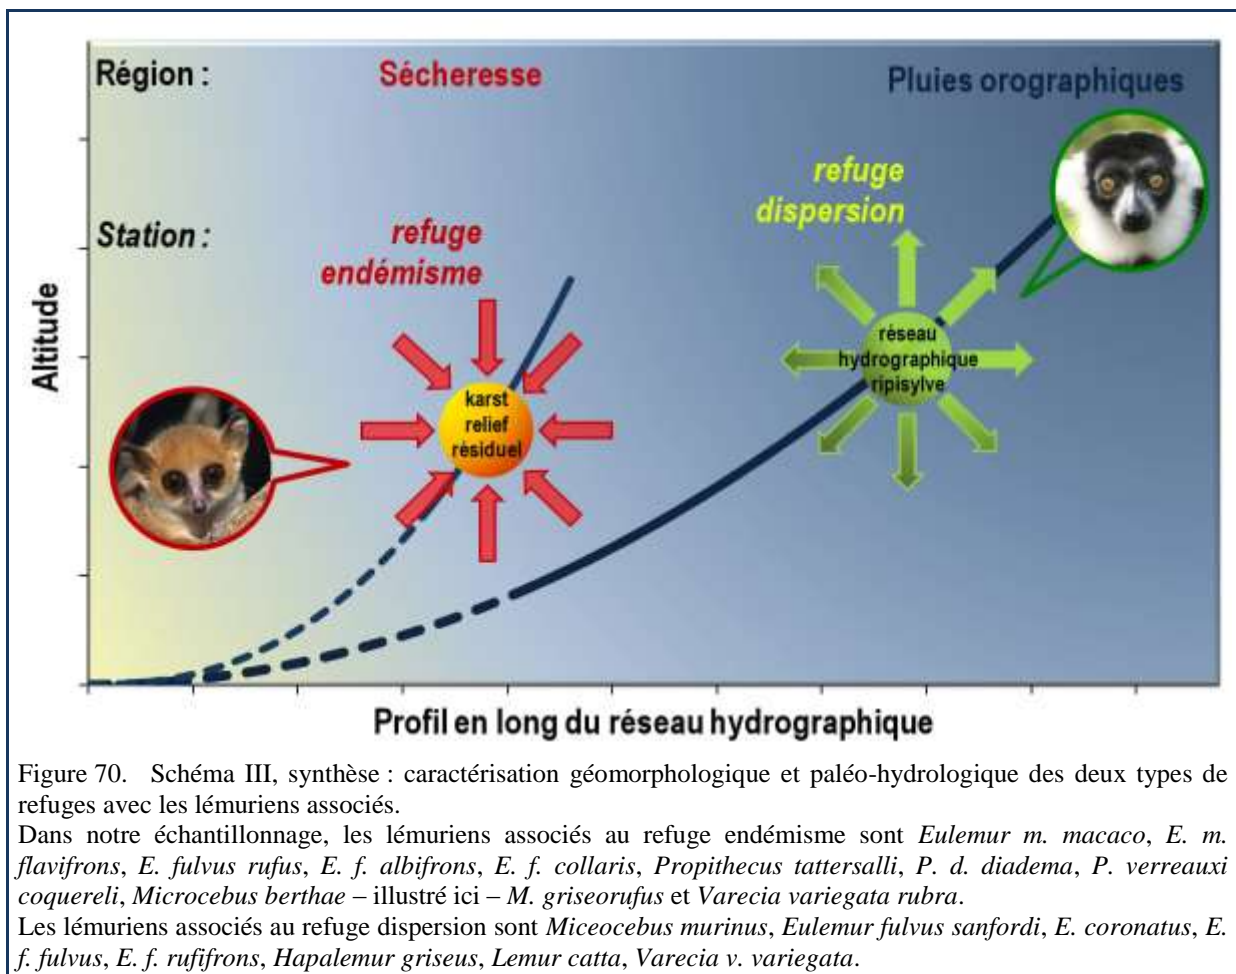 Région :
Sécheresse
Pluies orographiques
refuge
dispersion
Station :
refuge
endémisme
réseau
hydrographique
ripisylve
karst
relief
résiduel
Altitude
Profil en long du réseau hydrographique
Figure 70. Schéma III, synthèse : caractérisation géomorphologique et paléo-hydrologique des deux types de
refuges avec les lémuriens associés.
Dans notre échantillonnage, les lémuriens associés au refuge endémisme sont Eulemur m. macaco, E. m.
flavifrons, E. fulvus rufus, E. f. albifrons, E. f. collaris, Propithecus tattersalli, P. d. diadema, P. verreauxi
coquereli, Microcebus berthae – illustré ici – M. griseorufus et Varecia variegata rubra.
Les lémuriens associés au refuge dispersion sont Miceocebus murinus, Eulemur fulvus sanfordi, E. coronatus, E.
f. fulvus, E. f. rufifrons, Hapalemur griseus, Lemur catta, Varecia v. variegata.